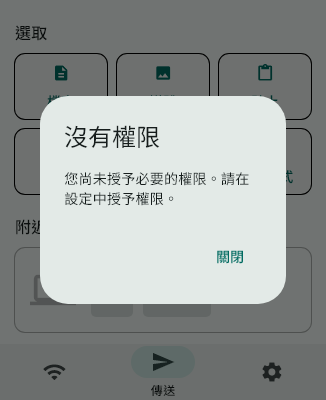 選取
沒有權限
您尚未授予必要的權限。請在
設定中授予權限。
關閉
附近
傳送